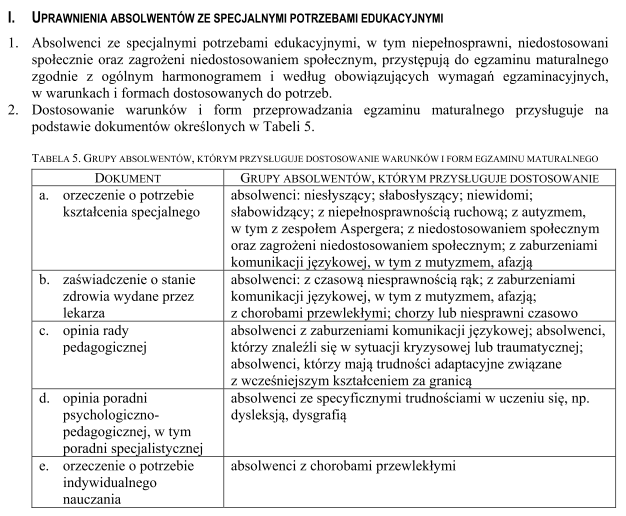 I. UPRAWNIENIA ABSOLWENTÓW ZE SPECJALNYMI POTRZEBAMI EDUKACYJNYMI
1. Absolwenci ze specjalnymi potrzebami edukacyjnymi, w tym niepełnosprawni, niedostosowani
społecznie oraz zagrożeni niedostosowaniem społecznym, przystępują do egzaminu maturalnego
zgodnie z ogólnym harmonogramem i według obowiązujących wymagań egzaminacyjnych,
w warunkach i formach dostosowanych do potrzeb.
2. Dostosowanie warunków i form przeprowadzania egzaminu maturalnego przysługuje na
podstawie dokumentów określonych w Tabeli 5.
TABELA 5. GRUPY ABSOLWENTÓW, KTÓRYM PRZYSŁUGUJE DOSTOSOWANIE WARUNKÓW I FORM EGZAMINU MATURALNEGO
DOKUMENT
GRUPY ABSOLWENTÓW, KTÓRYM PRZYSŁUGUJE DOSTOSOWANIE
a. orzeczenie o potrzebie
kształcenia specjalnego
absolwenci: niesłyszący; słabosłyszący; niewidomi;
słabowidzący; z niepełnosprawnością ruchową; z autyzmem,
w tym z zespołem Aspergera; z niedostosowaniem społecznym
oraz zagrożeni niedostosowaniem społecznym; z zaburzeniami
komunikacji językowej, w tym z mutyzmem, afazją
b. zaświadczenie o stanie
zdrowia wydane przez
lekarza
absolwenci: z czasową niesprawnością rąk; z zaburzeniami
komunikacji językowej, w tym z mutyzmem, afazją;
z chorobami przewlekłymi; chorzy lub niesprawni czasowo
c. opinia rady
pedagogicznej
absolwenci z zaburzeniami komunikacji językowej; absolwenci,
którzy znaleźli się w sytuacji kryzysowej lub traumatycznej;
absolwenci, którzy mają trudności adaptacyjne związane
z wcześniejszym kształceniem za granicą
d. opinia poradni
psychologiczno-
pedagogicznej, w tym
poradni specjalistycznej
absolwenci ze specyficznymi trudnościami w uczeniu się, np.
dysleksją, dysgrafią
e. orzeczenie o potrzebie
indywidualnego
nauczania
absolwenci z chorobami przewlekłymi